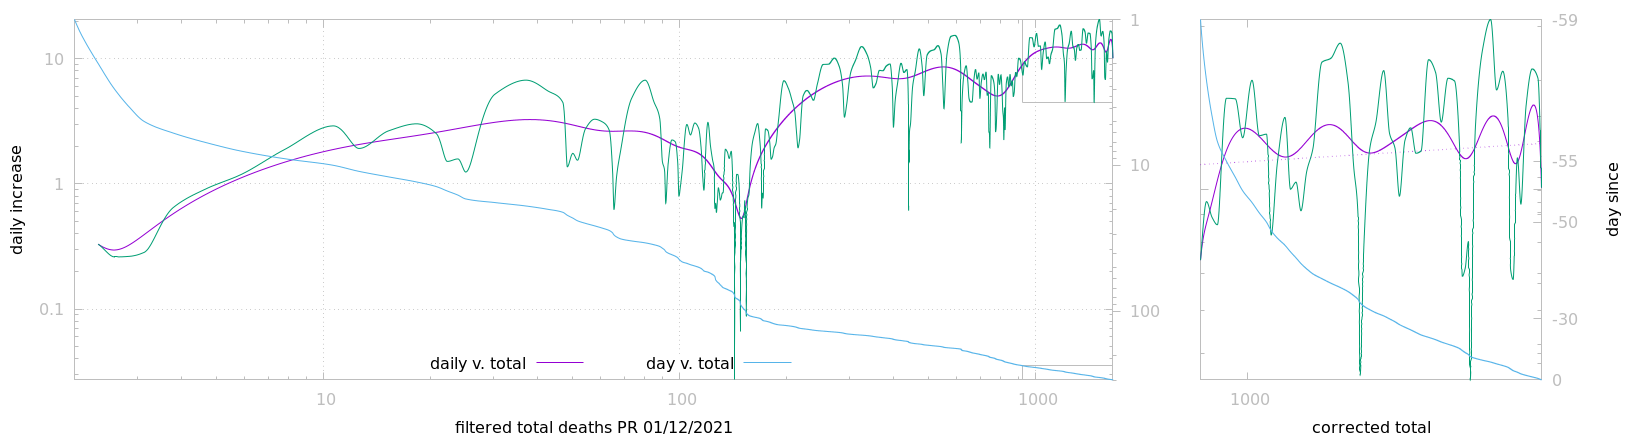 10
1
0.1
daily increase
10
100
1000
1
10
100
daily v. total
day v. total
filtered total deaths PR 01/12/2021
1000
-59
-55
-50
-30
0
day since
corrected total